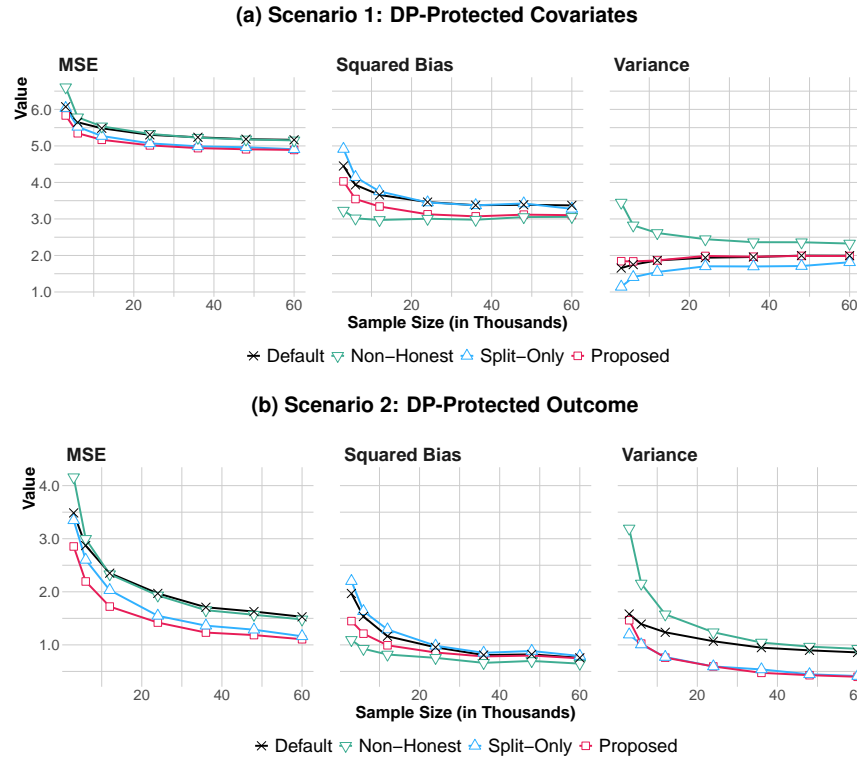 (a) Scenario 1: DP-Protected Covariates
MSE Squared Bias Variance
Value
6.0
5.0
4.0
3.0
2.0
1.0
20 40 60 20 40 60 20 40 60
Sample Size (in Thousands)
Default Non−Honest Split−Only Proposed
(b) Scenario 2: DP-Protected Outcome
MSE Squared Bias Variance
Value
4.0
3.0
2.0
1.0
20 40 60 20 40 60 20 40 60
Sample Size (in Thousands)
Default Non−Honest Split−Only Proposed